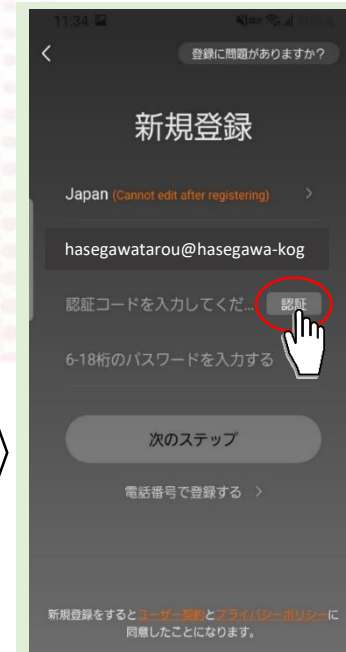 11:34
登録に問題がありますか?
新規登録
Japan (Cannot edit after registering)
hasegawatarou@hasegawa-kog
認証コードを入力してくだ... 認証
6-18桁のパスワードを入力する
次のステップ
電話番号で登録する
新規登録をするとユーザー契約とプライバシーポリシーに
同意したことになります。